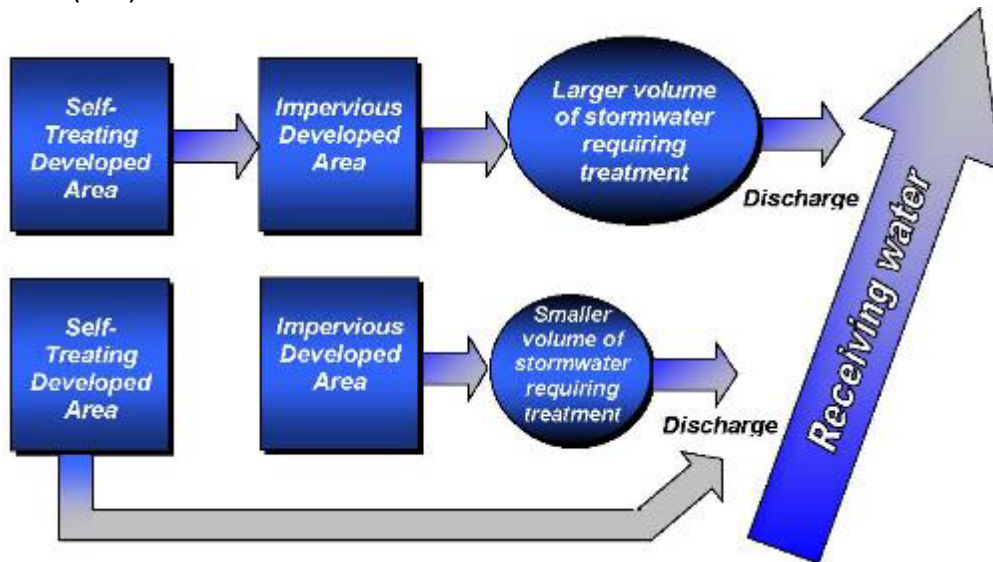 Self-
Treating
Developed
Area
Impervious
Developed
Area
Larger volume
of stormwater
requiring
treatment
Discharge
Self-
Treating
Developed
Area
Impervious
Developed
Area
Smaller
volume of
stormwater
requiring
treatment
Discharge
Receiving water